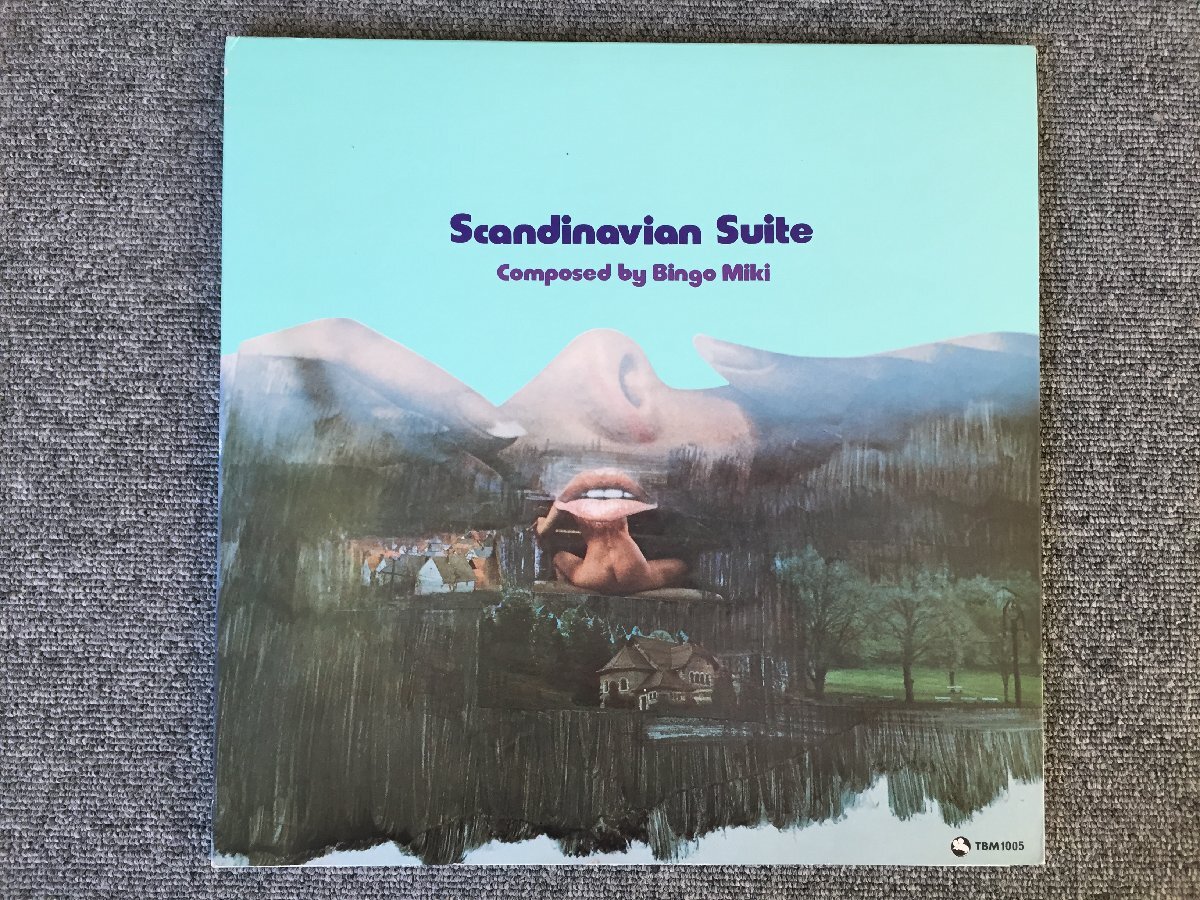 Scandinavian Suite
Composed by Bingo Miki
TBM1005